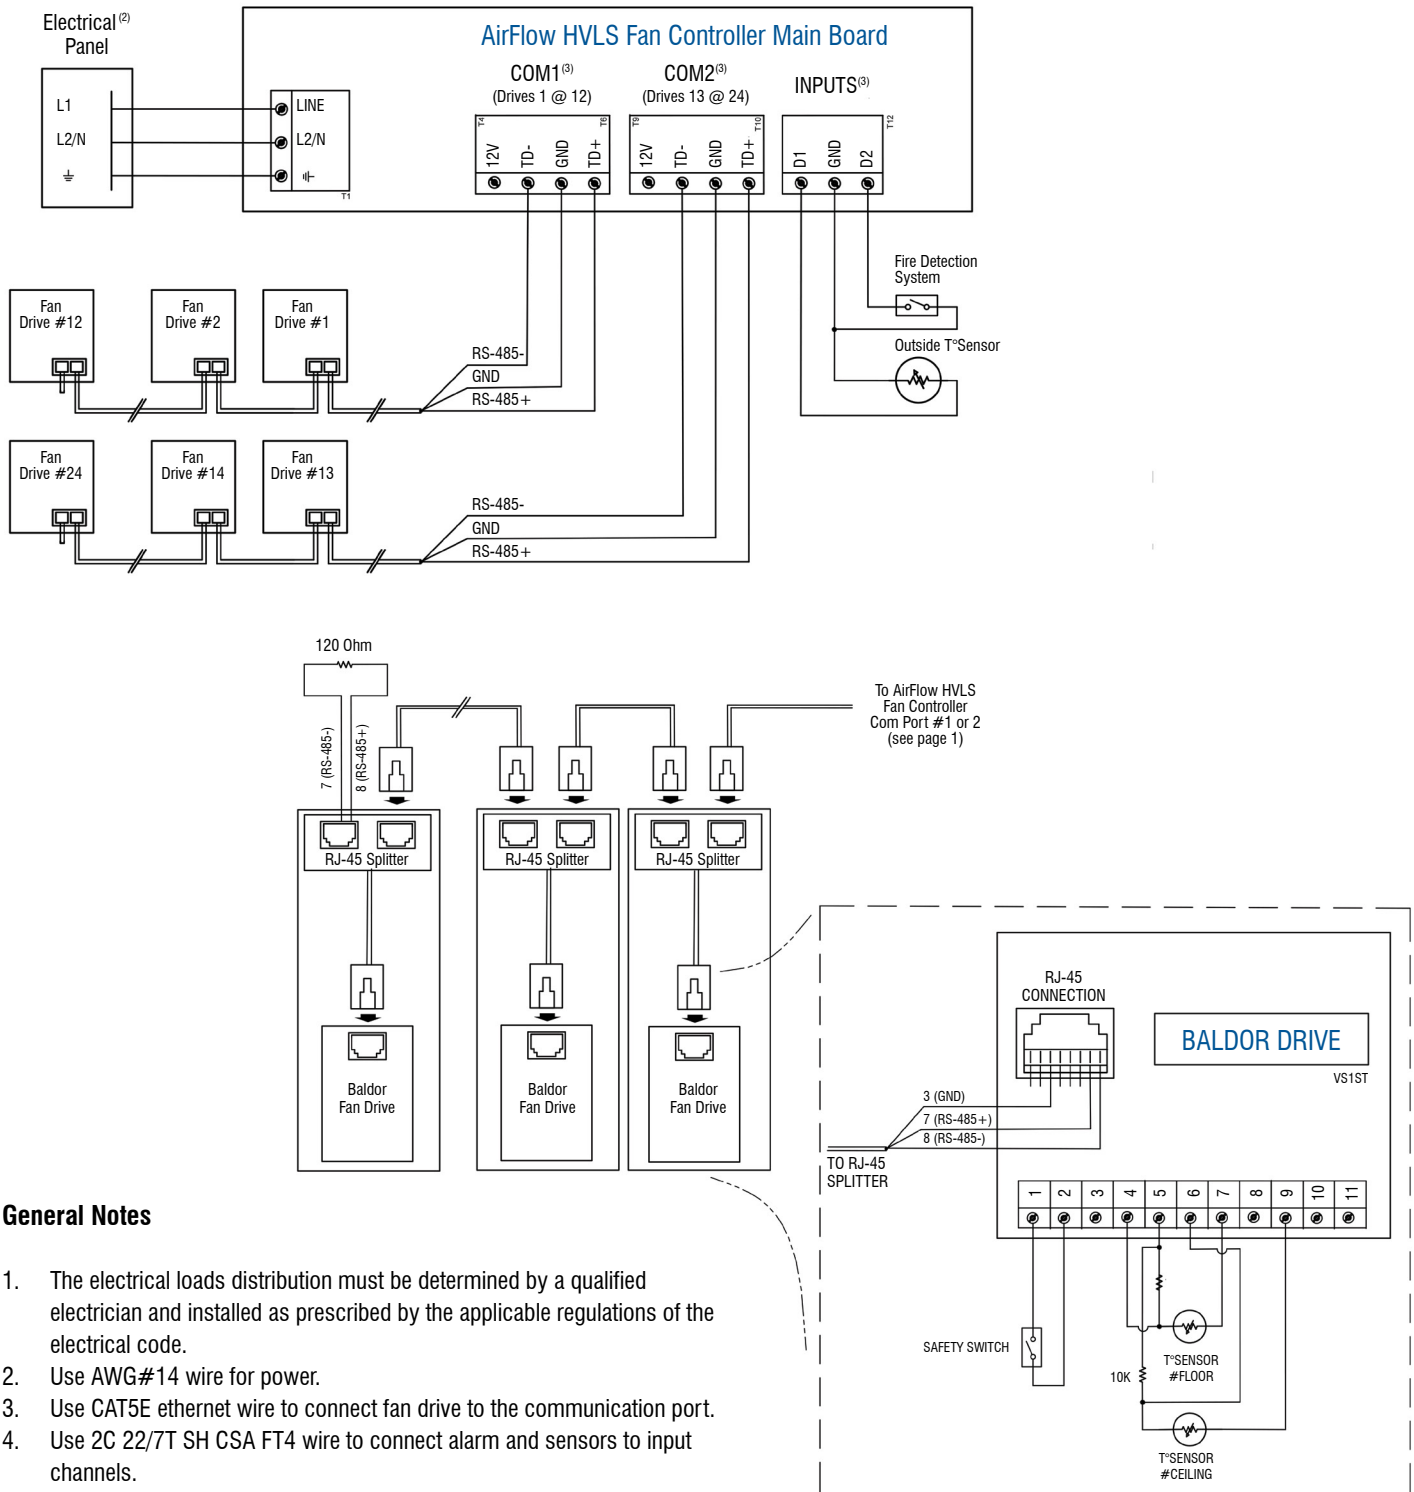 Electrical (2)
Panel
L1
L2/N
AirFlow HVLS Fan Controller Main Board
LINE
L2/N
T1
COM1(3)
(Drives 1 @ 12)
T4
T6
12V
TD-
GND
TD+
COM2(3)
(Drives 13 @ 24)
T9
T10
12V
TD-
GND
TD+
INPUTS(3)
T12
D1
GND
D2
Fire Detection
System
Outside T°Sensor
Fan
Drive #12
Fan
Drive #2
Fan
Drive #1
RS-485-
GND
RS-485+
Fan
Drive #24
Fan
Drive #14
Fan
Drive #13
RS-485-
GND
RS-485+
120 Ohm
7 (RS-485-)
8 (RS-485+)
To AirFlow HVLS
Fan Controller
Com Port #1 or 2
(see page 1)
RJ-45 Splitter
RJ-45 Splitter
RJ-45 Splitter
Baldor
Fan Drive
Baldor
Fan Drive
Baldor
Fan Drive
RJ-45
CONNECTION
BALDOR DRIVE
VS1ST
3 (GND)
7 (RS-485+)
8 (RS-485-)
TO RJ-45
SPLITTER
1 2 3 4 5 6 7 8 9 10 11
SAFETY SWITCH
T°SENSOR
#FLOOR
10K
T°SENSOR
#CEILING
General Notes
1. The electrical loads distribution must be determined by a qualified
electrician and installed as prescribed by the applicable regulations of the
electrical code.
2. Use AWG#14 wire for power.
3. Use CAT5E ethernet wire to connect fan drive to the communication port.
4. Use 2C 22/7T SH CSA FT4 wire to connect alarm and sensors to input
channels.